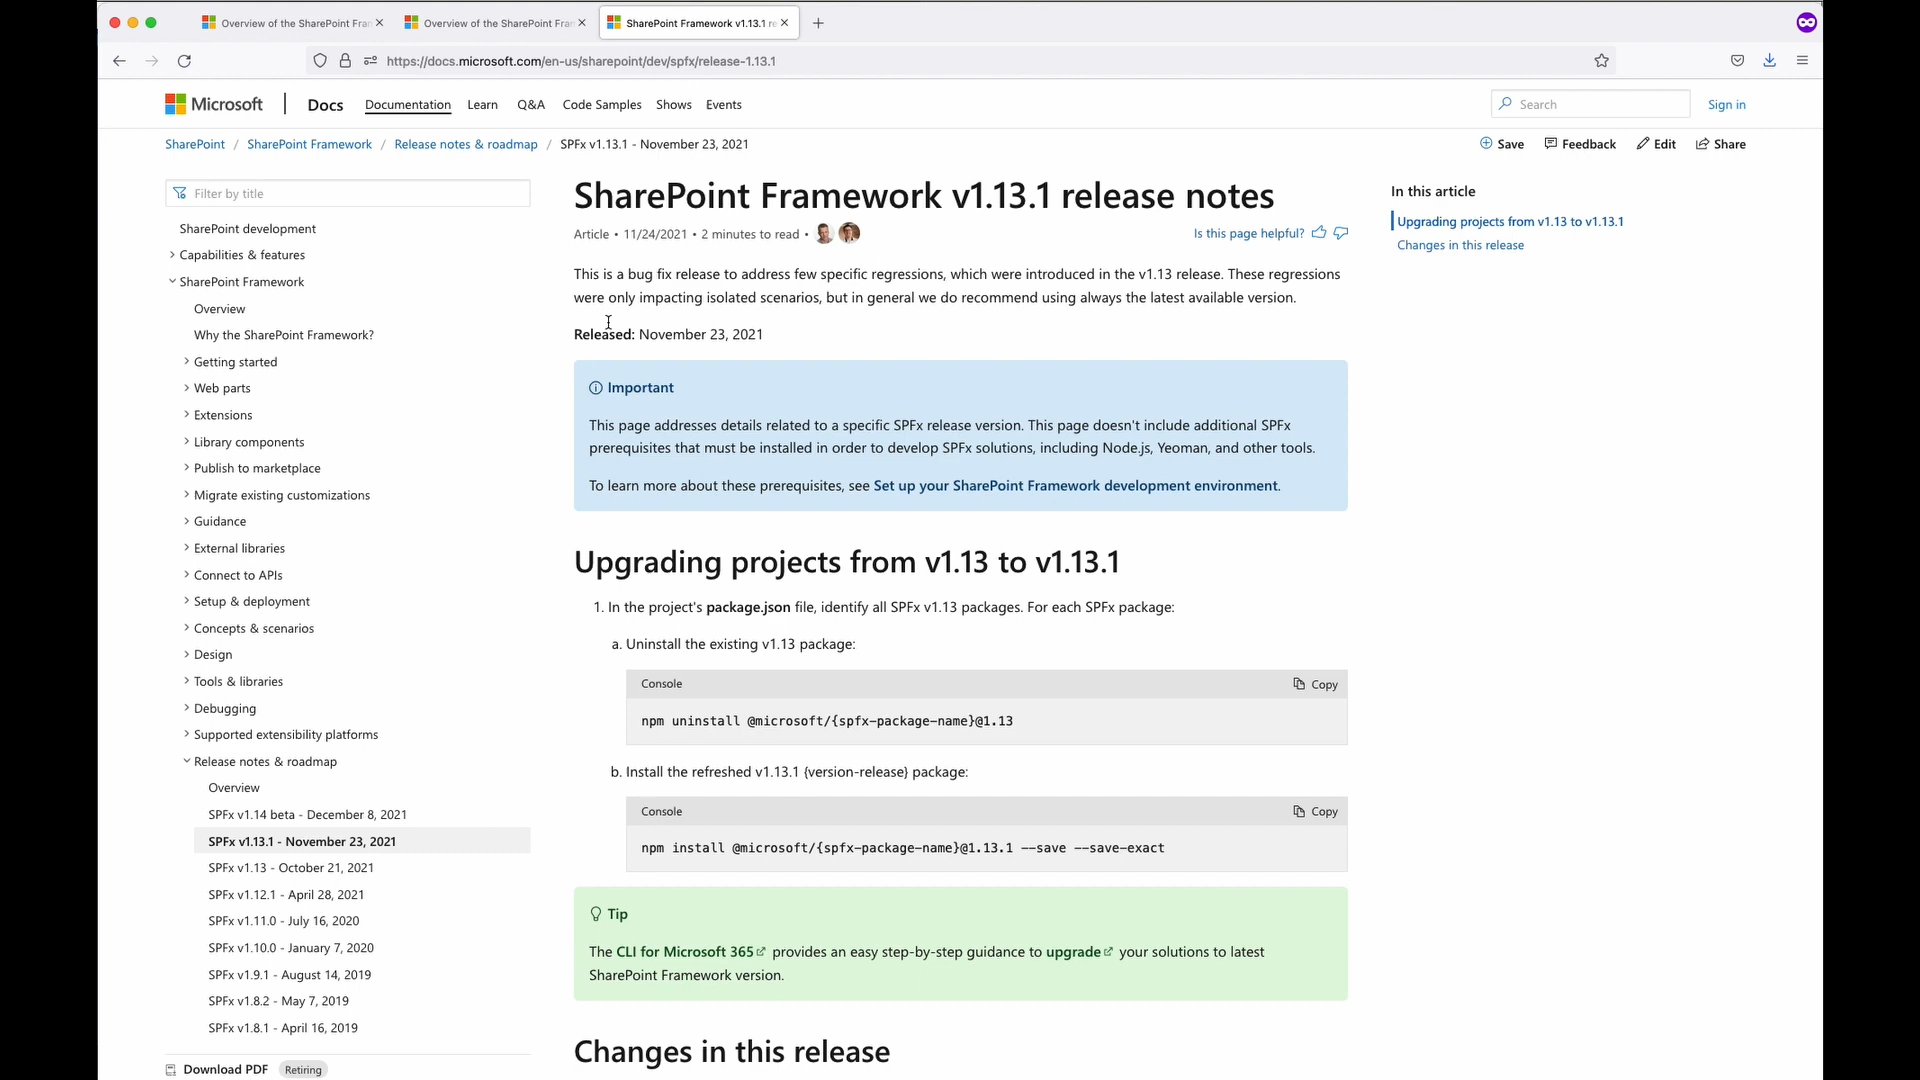 Overview of the SharePoint Fram
Overview of the SharePoint Fram
SharePoint Framework v1.13.1 re
https://docs.microsoft.com/en-us/sharepoint/dev/spfx/release-1.13.1
Microsoft
Docs
Documentation
Learn
Q&A
Code Samples
Shows
Events
Search
Sign in
SharePoint / SharePoint Framework / Release notes & roadmap / SPFx v1.13.1 - November 23, 2021
Save
Feedback
Edit
Share
Filter by title
SharePoint development
Capabilities & features
SharePoint Framework
Overview
Why the SharePoint Framework?
Getting started
Web parts
Extensions
Library components
Publish to marketplace
Migrate existing customizations
Guidance
External libraries
Connect to APIs
Setup & deployment
Concepts & scenarios
Design
Tools & libraries
Debugging
Supported extensibility platforms
Release notes & roadmap
Overview
SPFx v1.14 beta - December 8, 2021
SPFx v1.13.1 - November 23, 2021
SPFx v1.13 - October 21, 2021
SPFx v1.12.1 - April 28, 2021
SPFx v1.11.0 - July 16, 2020
SPFx v1.10.0 - January 7, 2020
SPFx v1.9.1 - August 14, 2019
SPFx v1.8.2 - May 7, 2019
SPFx v1.8.1 - April 16, 2019
Download PDF
Retiring
SharePoint Framework v1.13.1 release notes
Article • 11/24/2021 • 2 minutes to read •
Is this page helpful?
This is a bug fix release to address few specific regressions, which were introduced in the v1.13 release. These regressions
were only impacting isolated scenarios, but in general we do recommend using always the latest available version.
Released: November 23, 2021
Important
This page addresses details related to a specific SPFx release version. This page doesn't include additional SPFx
prerequisites that must be installed in order to develop SPFx solutions, including Node.js, Yeoman, and other tools.
To learn more about these prerequisites, see Set up your SharePoint Framework development environment.
Upgrading projects from v1.13 to v1.13.1
1. In the project's package.json file, identify all SPFx v1.13 packages. For each SPFx package:
a. Uninstall the existing v1.13 package:
Console
Copy
npm uninstall @microsoft/{spfx-package-name}@1.13
b. Install the refreshed v1.13.1 {version-release} package:
Console
Copy
npm install @microsoft/{spfx-package-name}@1.13.1 --save --save-exact
Tip
The CLI for Microsoft 365 provides an easy step-by-step guidance to upgrade your solutions to latest
SharePoint Framework version.
Changes in this release
In this article
Upgrading projects from v1.13 to v1.13.1
Changes in this release